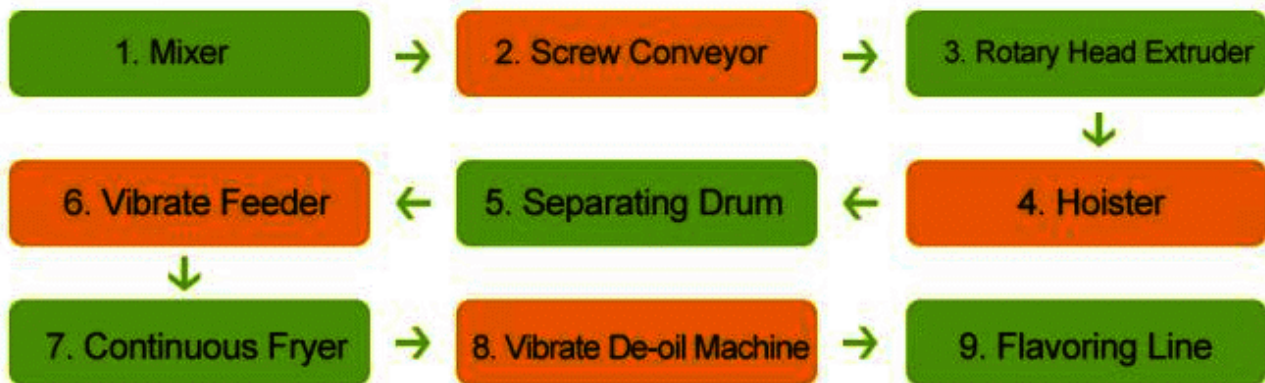 1. Mixer
2. Screw Conveyor
3. Rotary Head Extruder
4. Hoister
5. Separating Drum
6. Vibrate Feeder
7. Continuous Fryer
8. Vibrate De-oil Machine
9. Flavoring Line